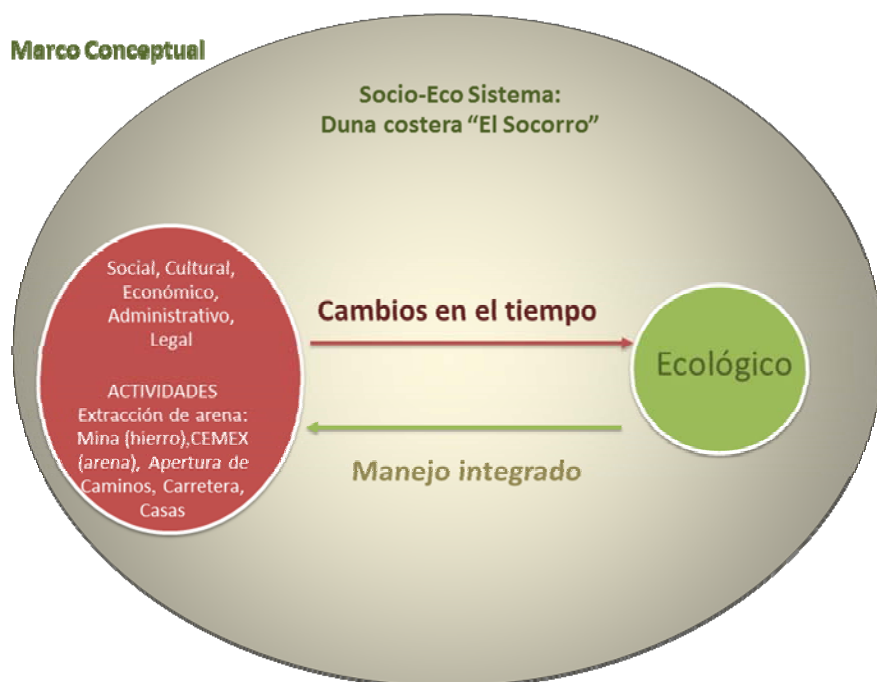 Marco Conceptual
Socio-Eco Sistema:
Duna costera “El Socorro”
Social, Cultural,
Económico,
Administrativo,
Legal
ACTIVIDADES
Extracción de arena:
Mina (hierro),CEMEX
(arena), Apertura de
Caminos, Carretera,
Casas
Cambios en el tiempo
Manejo integrado
Ecológico